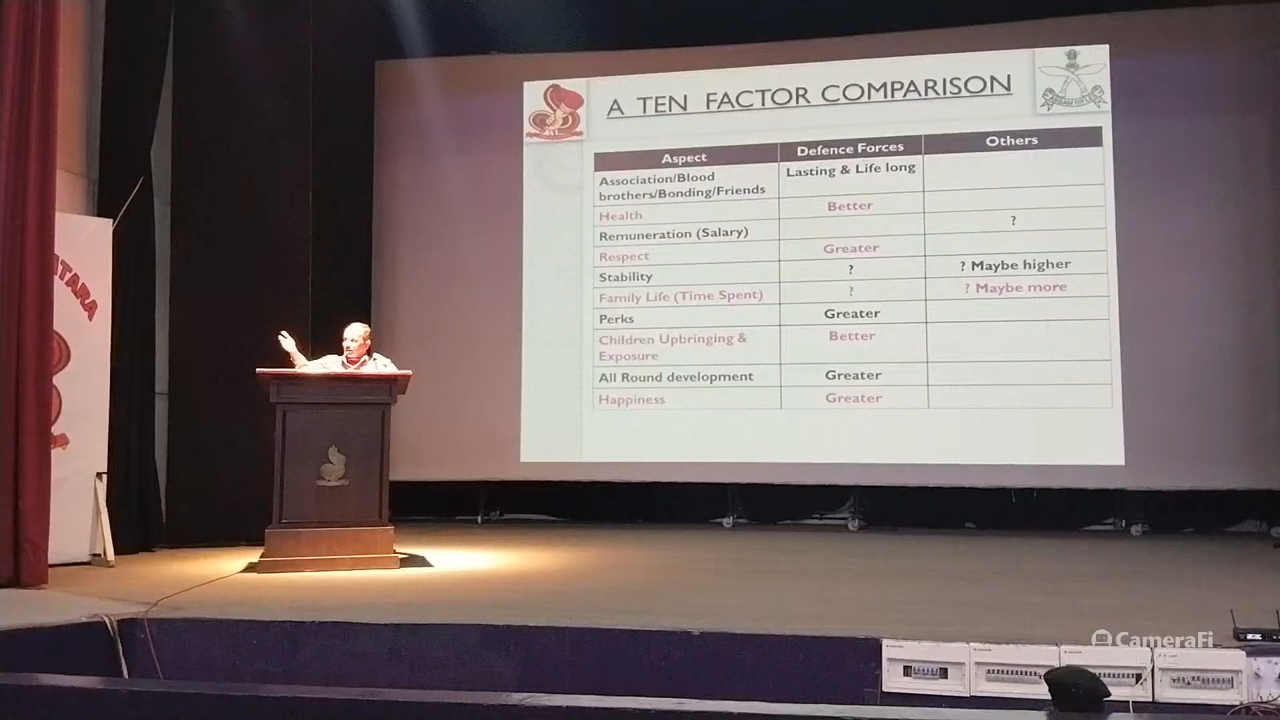 A TEN FACTOR COMPARISON
ASSAM RIFLES
Aspect Defence Forces Others
Association/Blood brothers/Bonding/Friends Lasting & Life long
Health Better
Remuneration (Salary) ?
Respect Greater
Stability ? ? Maybe higher
Family Life (Time Spent) ? ? Maybe more
Perks Greater
Children Upbringing & Exposure Better
All Round development Greater
Happiness Greater
CameraFi